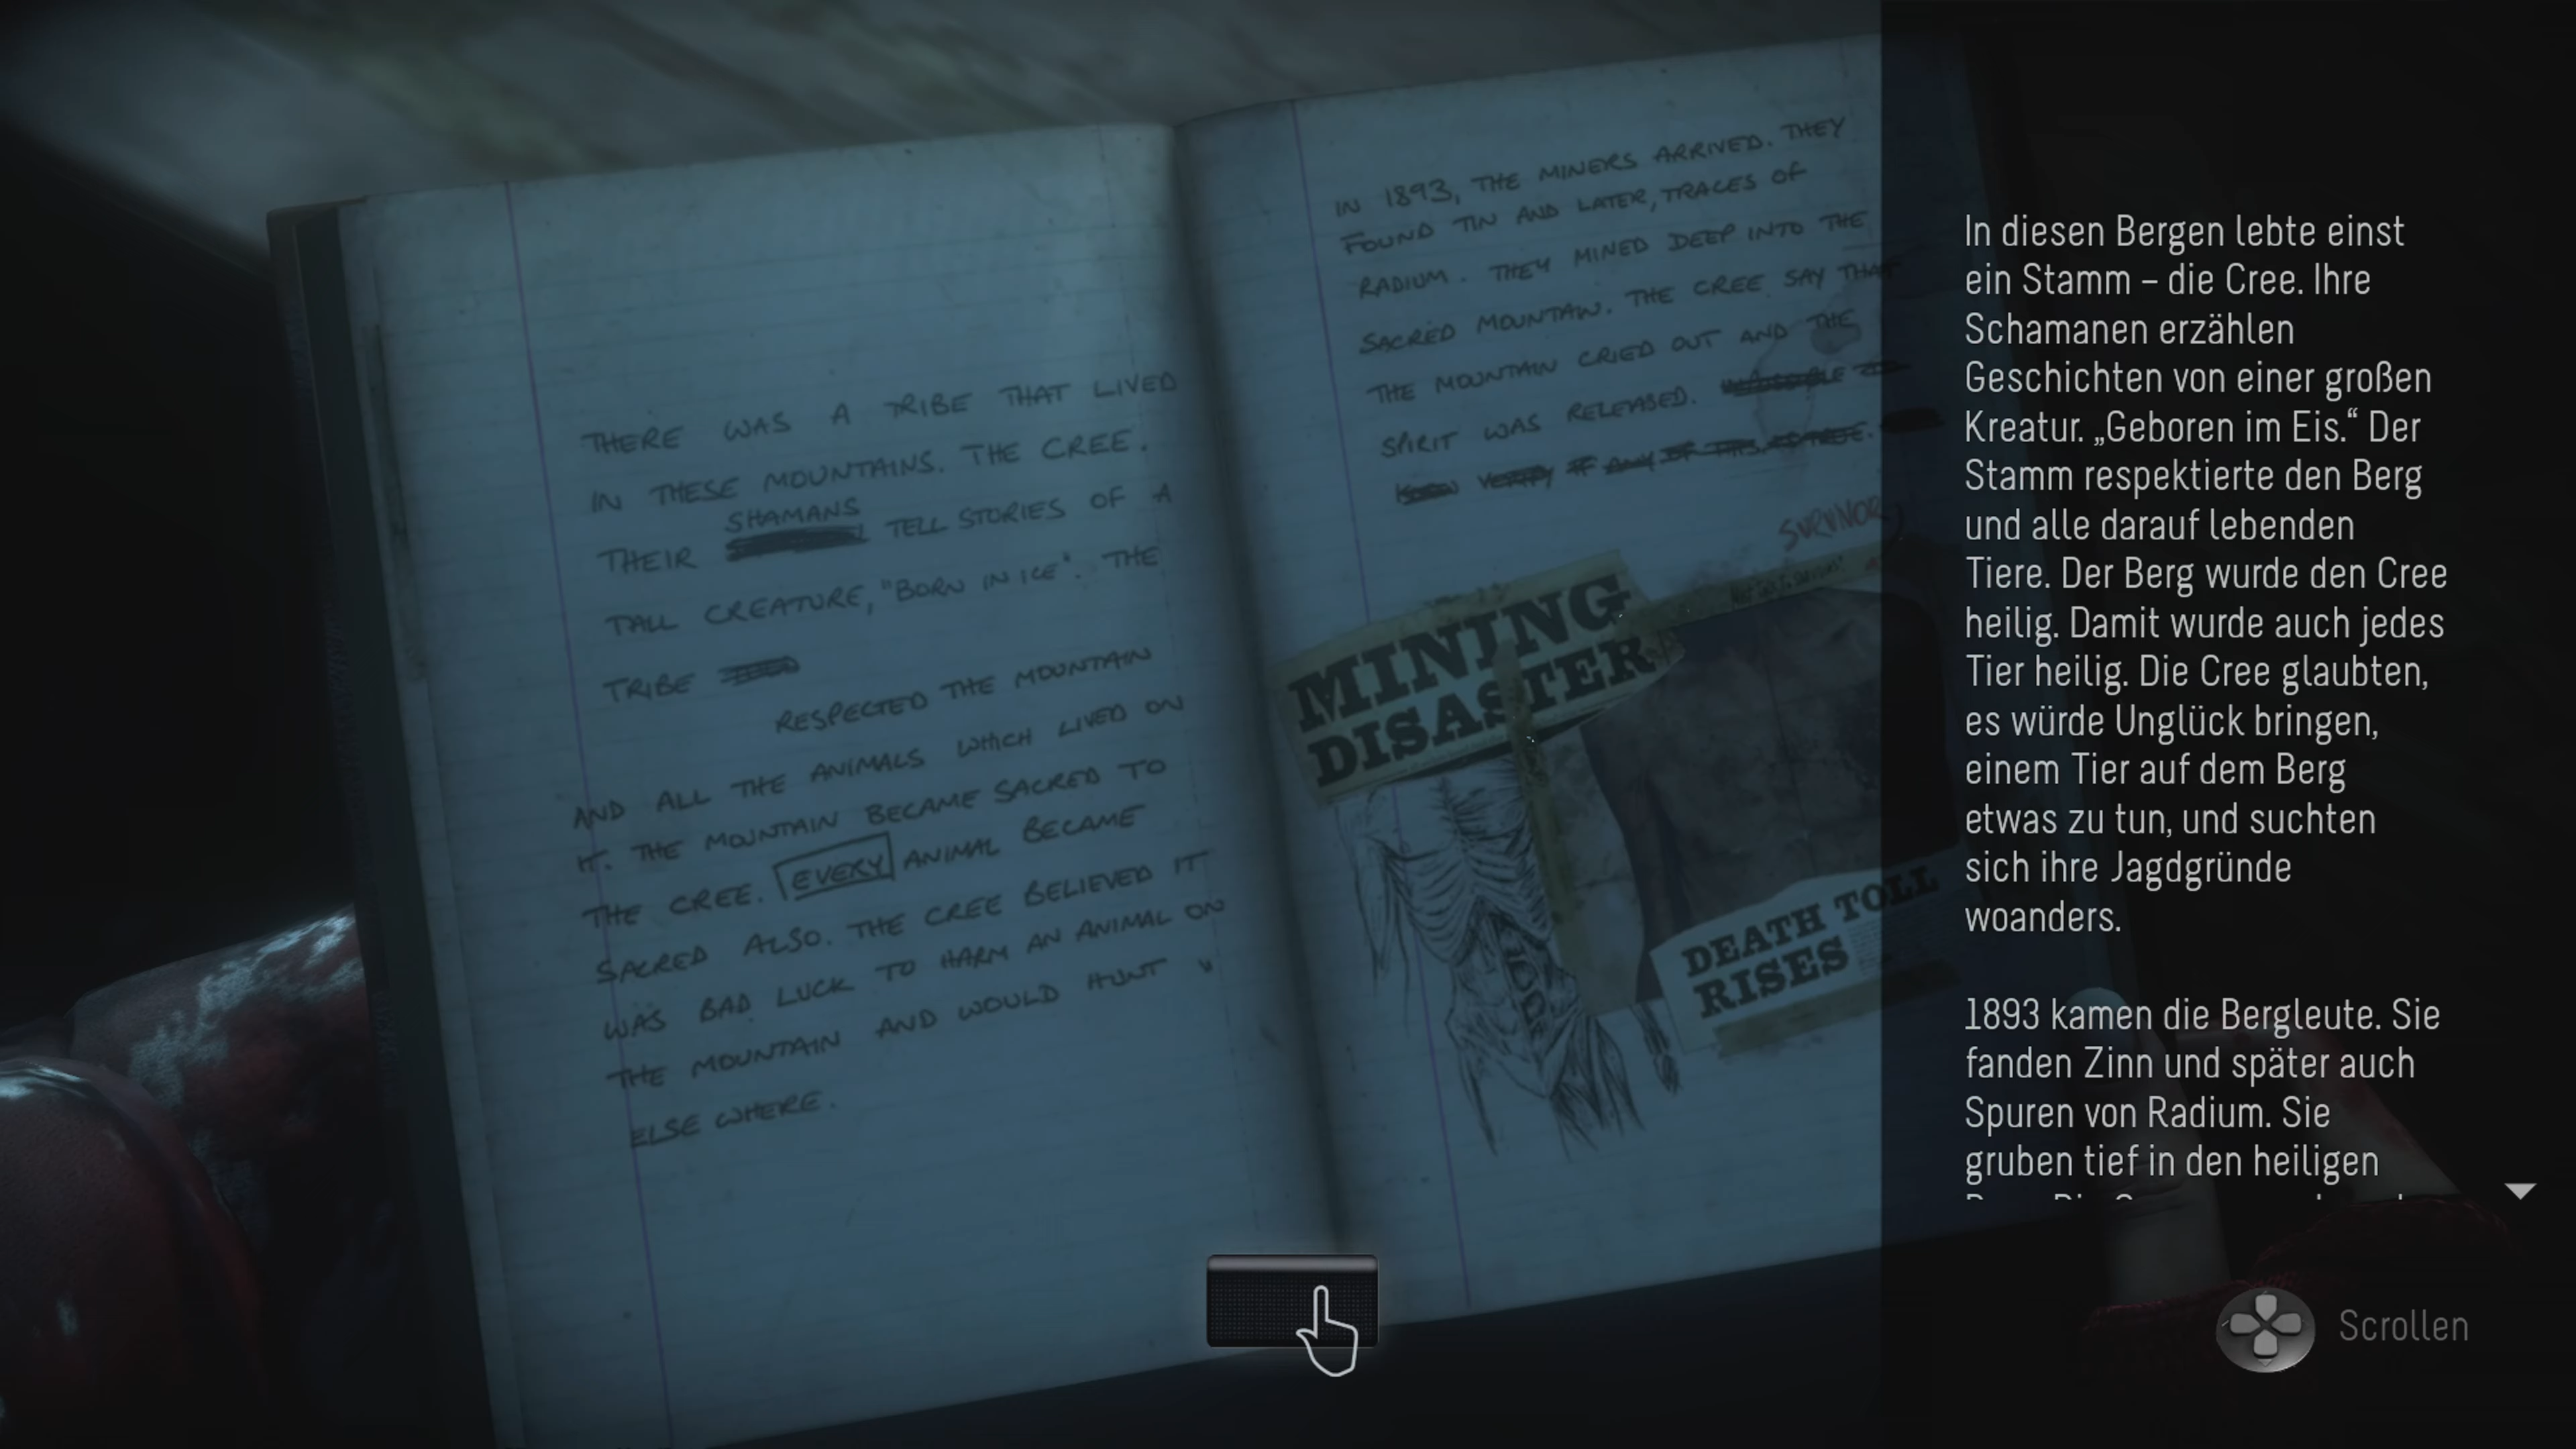 THERE WAS A TRIBE THAT LIVED
IN THESE MOUNTAINS. THE CREE.
SHAMANS
THEIR TELL STORIES OF A
TALL CREATURE, "BORN IN ICE". THE
TRIBE
RESPECTED THE MOUNTAIN
AND ALL THE ANIMALS WHICH LIVED ON
IT. THE MOUNTAIN BECAME SACRED TO
THE CREE. EVERY ANIMAL BECAME
SACRED ALSO. THE CREE BELIEVED IT
WAS BAD LUCK TO HARM AN ANIMAL ON
THE MOUNTAIN AND WOULD HUNT
ELSE WHERE.
IN 1893, THE MINERS ARRIVED. THEY
FOUND TIN AND LATER, TRACES OF
RADIUM. THEY MINED DEEP INTO THE
SACRED MOUNTAIN. THE CREE SAY THAT
THE MOUNTAIN CRIED OUT AND THE
SPIRIT WAS RELEASED.
VERIFY IF ANY OF THIS
SURVIVOR
MINING
DISASTER
DEATH TOLL
RISES
In diesen Bergen lebte einst
ein Stamm – die Cree. Ihre
Schamanen erzählen
Geschichten von einer großen
Kreatur. „Geboren im Eis.“ Der
Stamm respektierte den Berg
und alle darauf lebenden
Tiere. Der Berg wurde den Cree
heilig. Damit wurde auch jedes
Tier heilig. Die Cree glaubten,
es würde Unglück bringen,
einem Tier auf dem Berg
etwas zu tun, und suchten
sich ihre Jagdgründe
woanders.
1893 kamen die Bergleute. Sie
fanden Zinn und später auch
Spuren von Radium. Sie
gruben tief in den heiligen
Scrollen